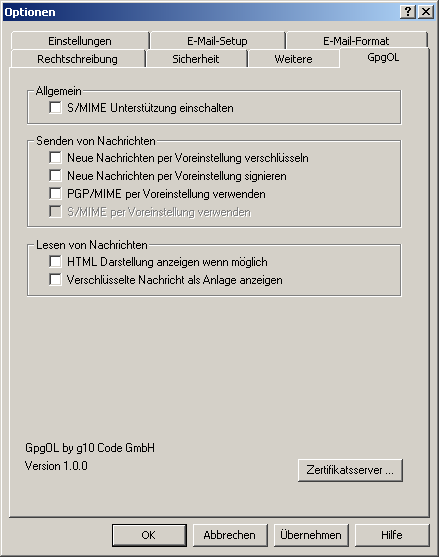 Optionen
Einstellungen
E-Mail-Setup
E-Mail-Format
Rechtschreibung
Sicherheit
Weitere
GpgOL
Allgemein
S/MIME Unterstützung einschalten
Senden von Nachrichten
Neue Nachrichten per Voreinstellung verschlüsseln
Neue Nachrichten per Voreinstellung signieren
PGP/MIME per Voreinstellung verwenden
S/MIME per Voreinstellung verwenden
Lesen von Nachrichten
HTML Darstellung anzeigen wenn möglich
Verschlüsselte Nachricht als Anlage anzeigen
GpgOL by g10 Code GmbH
Version 1.0.0
Zertifikatsserver ...
OK
Abbrechen
Übernehmen
Hilfe